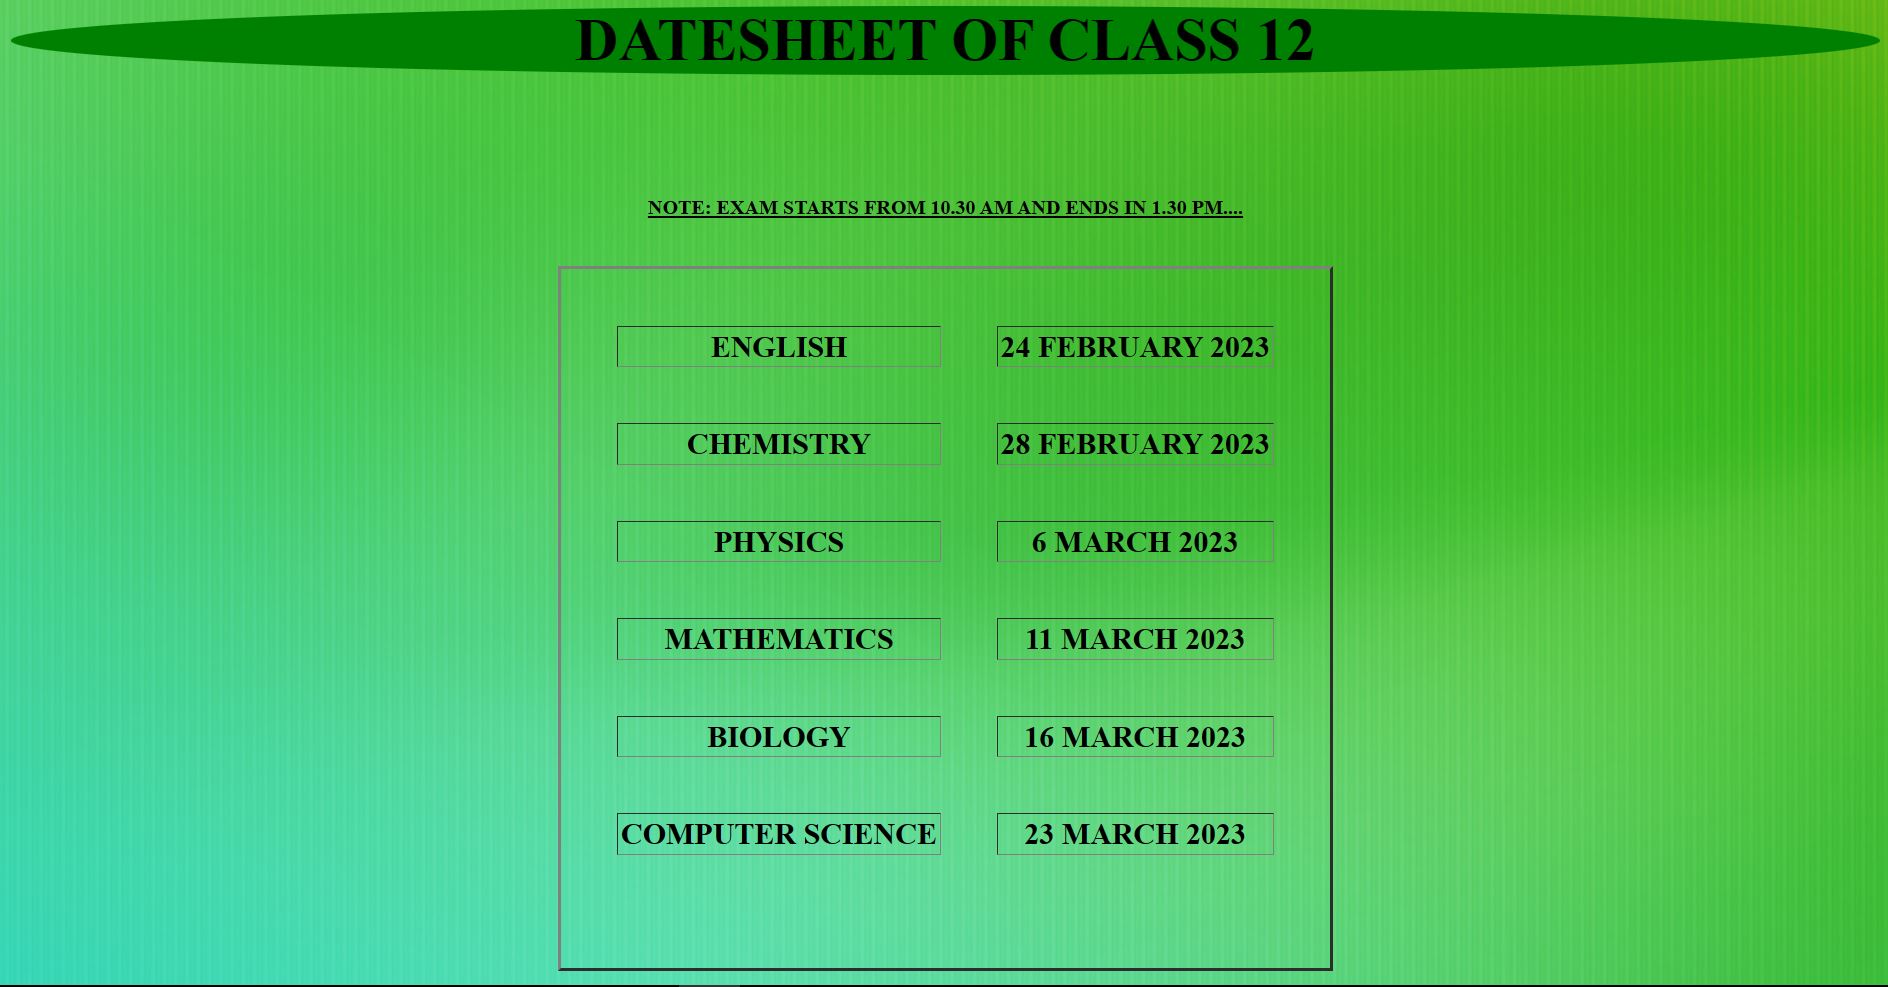 DATESHEET OF CLASS 12
NOTE: EXAM STARTS FROM 10.30 AM AND ENDS IN 1.30 PM....
ENGLISH 24 FEBRUARY 2023
CHEMISTRY 28 FEBRUARY 2023
PHYSICS 6 MARCH 2023
MATHEMATICS 11 MARCH 2023
BIOLOGY 16 MARCH 2023
COMPUTER SCIENCE 23 MARCH 2023